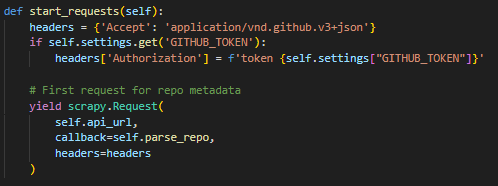 def start_requests(self):
    headers = {'Accept': 'application/vnd.github.v3+json'}
    if self.settings.get('GITHUB_TOKEN'):
        headers['Authorization'] = f'token {self.settings["GITHUB_TOKEN"]}'

    # First request for repo metadata
    yield scrapy.Request(
        self.api_url,
        callback=self.parse_repo,
        headers=headers
    )